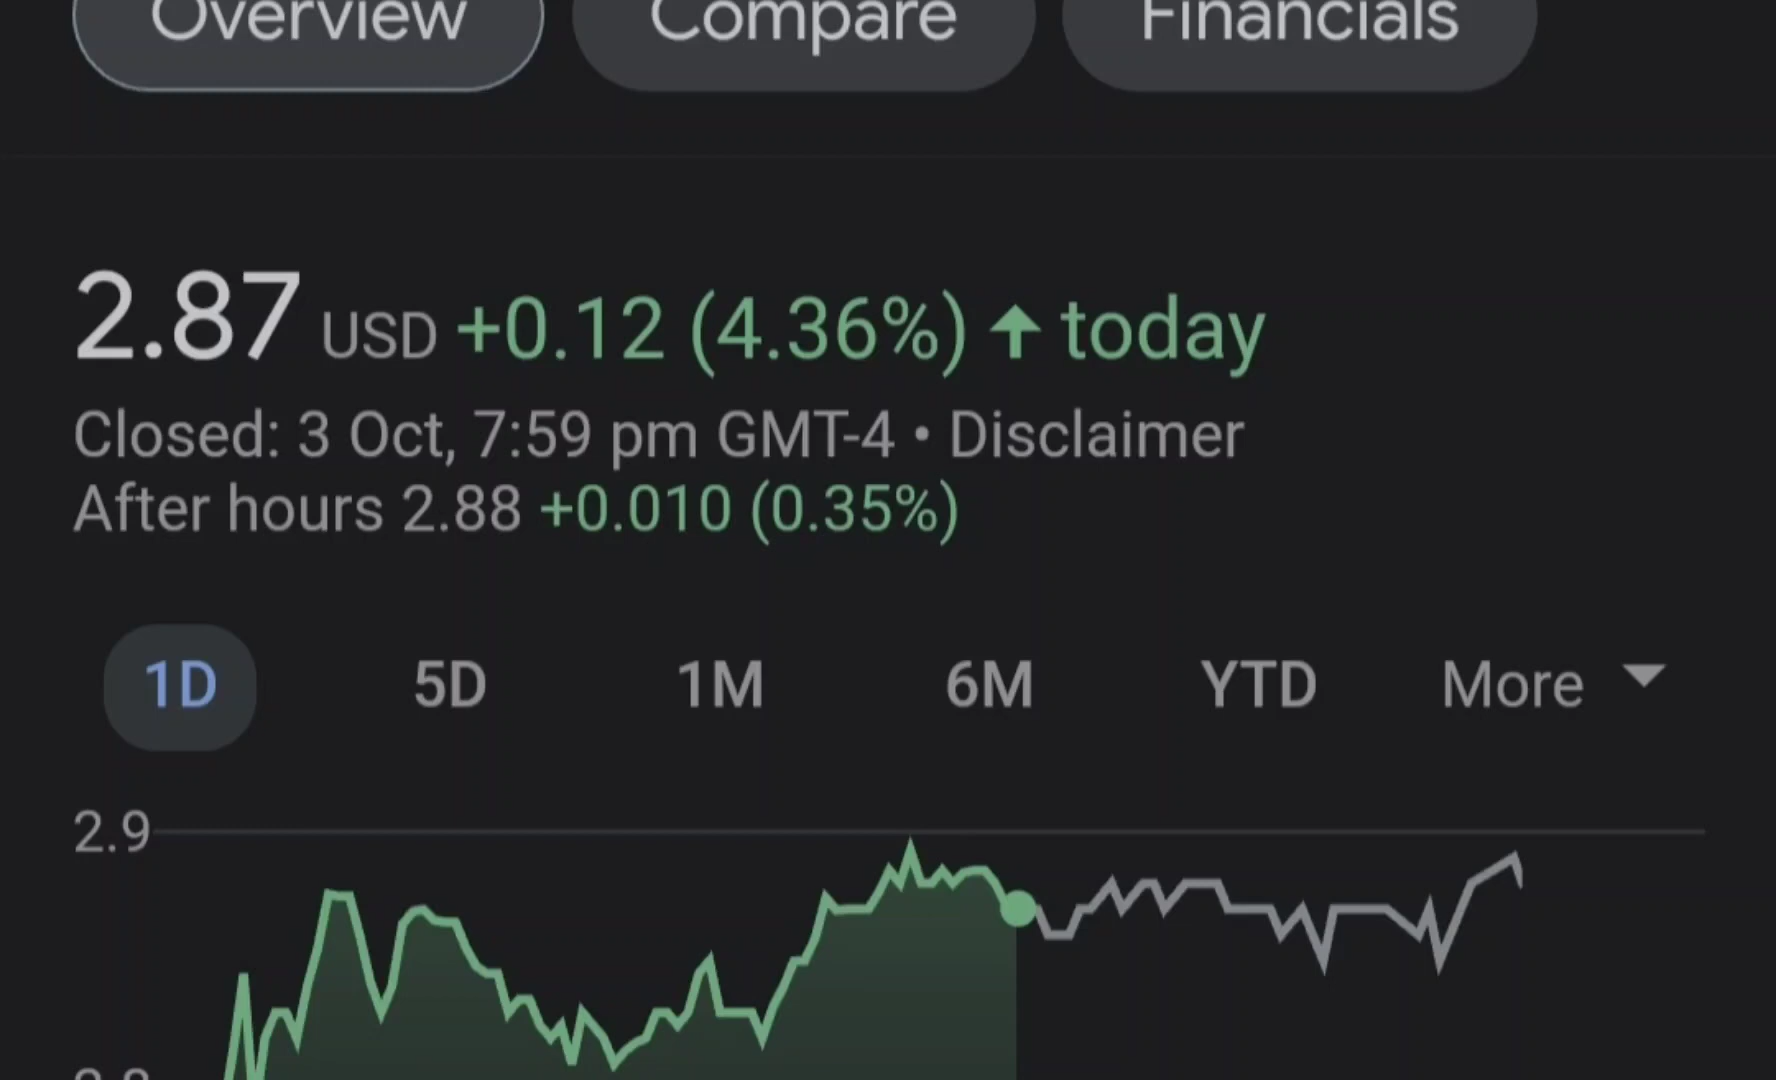 Overview Compare Financials
2.87 USD +0.12 (4.36%) ↑ today
Closed: 3 Oct, 7:59 pm GMT-4 • Disclaimer
After hours 2.88 +0.010 (0.35%)
1D 5D 1M 6M YTD More
2.9